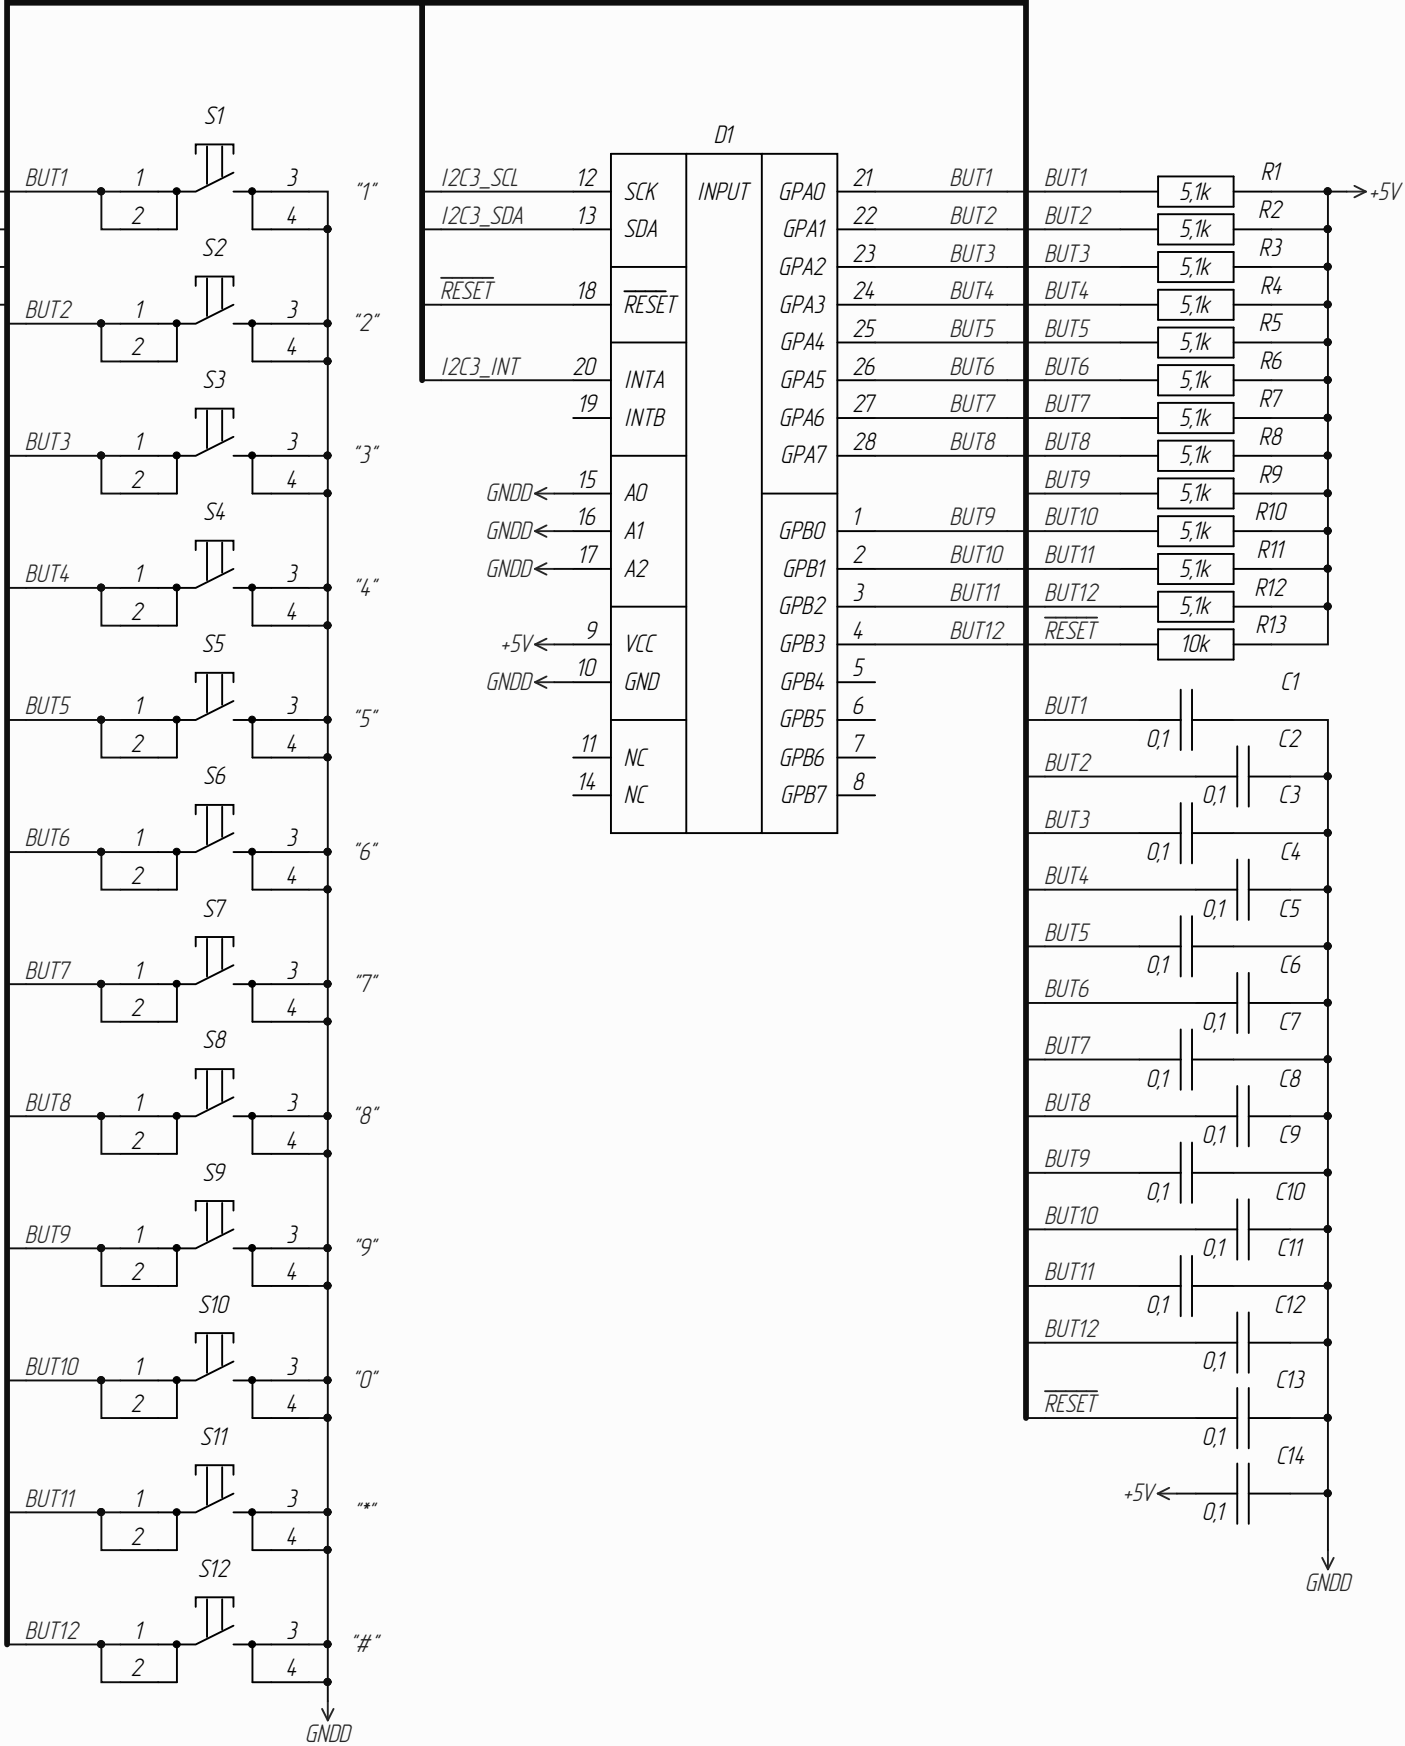 S1
BUT1 1 3 "1"
2 4
S2
BUT2 1 3 "2"
2 4
S3
BUT3 1 3 "3"
2 4
S4
BUT4 1 3 "4"
2 4
S5
BUT5 1 3 "5"
2 4
S6
BUT6 1 3 "6"
2 4
S7
BUT7 1 3 "7"
2 4
S8
BUT8 1 3 "8"
2 4
S9
BUT9 1 3 "9"
2 4
S10
BUT10 1 3 "0"
2 4
S11
BUT11 1 3 "*"
2 4
S12
BUT12 1 3 "#"
2 4
GNDD
D1
INPUT
I2C3_SCL 12 SCK
I2C3_SDA 13 SDA
RESET 18 RESET
I2C3_INT 20 INTA
19 INTB
GNDD 15 A0
GNDD 16 A1
GNDD 17 A2
+5V 9 VCC
GNDD 10 GND
11 NC
14 NC
GPA0 21 BUT1
GPA1 22 BUT2
GPA2 23 BUT3
GPA3 24 BUT4
GPA4 25 BUT5
GPA5 26 BUT6
GPA6 27 BUT7
GPA7 28 BUT8
GPB0 1 BUT9
GPB1 2 BUT10
GPB2 3 BUT11
GPB3 4 BUT12
GPB4 5
GPB5 6
GPB6 7
GPB7 8
BUT1 5,1k R1 +5V
BUT2 5,1k R2
BUT3 5,1k R3
BUT4 5,1k R4
BUT5 5,1k R5
BUT6 5,1k R6
BUT7 5,1k R7
BUT8 5,1k R8
BUT9 5,1k R9
BUT10 5,1k R10
BUT11 5,1k R11
BUT12 5,1k R12
RESET 10k R13
BUT1 0,1 C1
BUT2 0,1 C2
BUT3 0,1 C3
BUT4 0,1 C4
BUT5 0,1 C5
BUT6 0,1 C6
BUT7 0,1 C7
BUT8 0,1 C8
BUT9 0,1 C9
BUT10 0,1 C10
BUT11 0,1 C11
BUT12 0,1 C12
RESET 0,1 C13
+5V 0,1 C14
GNDD